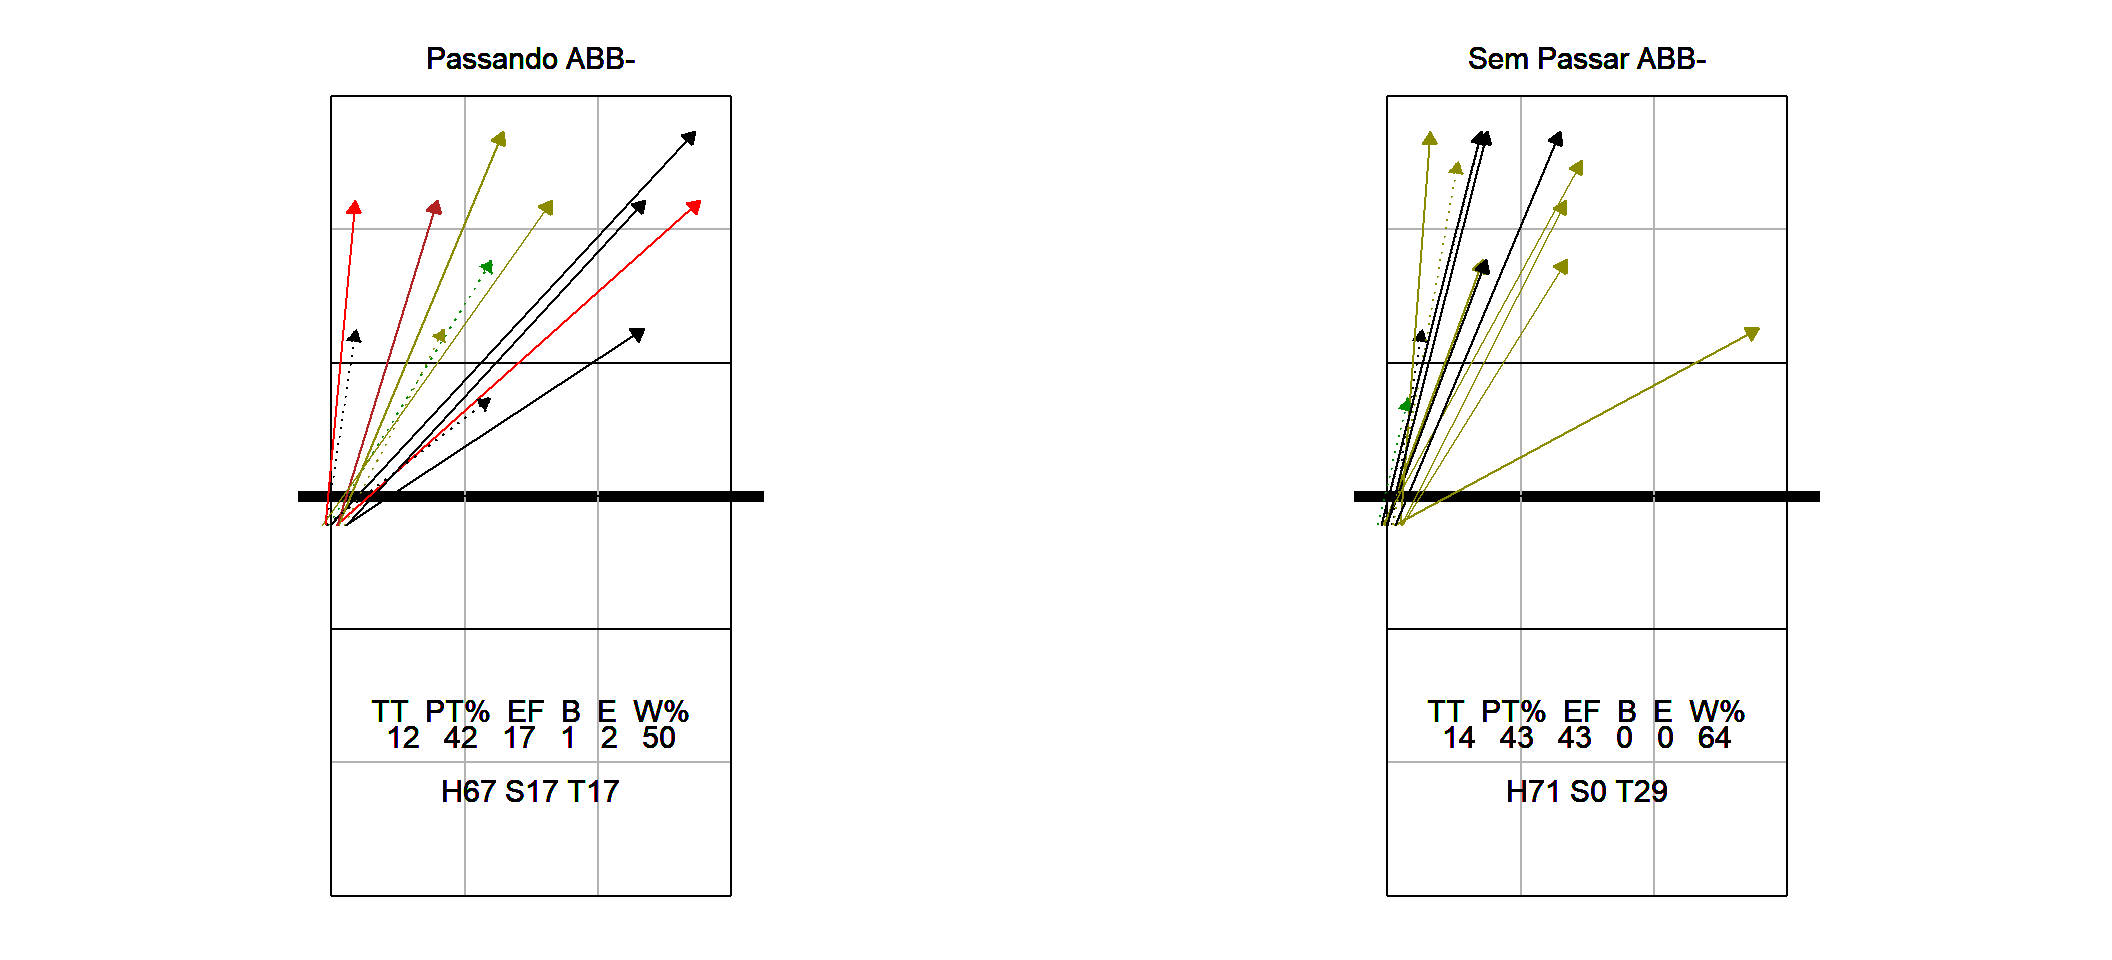 Passando ABB-
TT PT% EF B E W%
12 42 17 1 2 50
H67 S17 T17
Sem Passar ABB-
TT PT% EF B E W%
14 43 43 0 0 64
H71 S0 T29